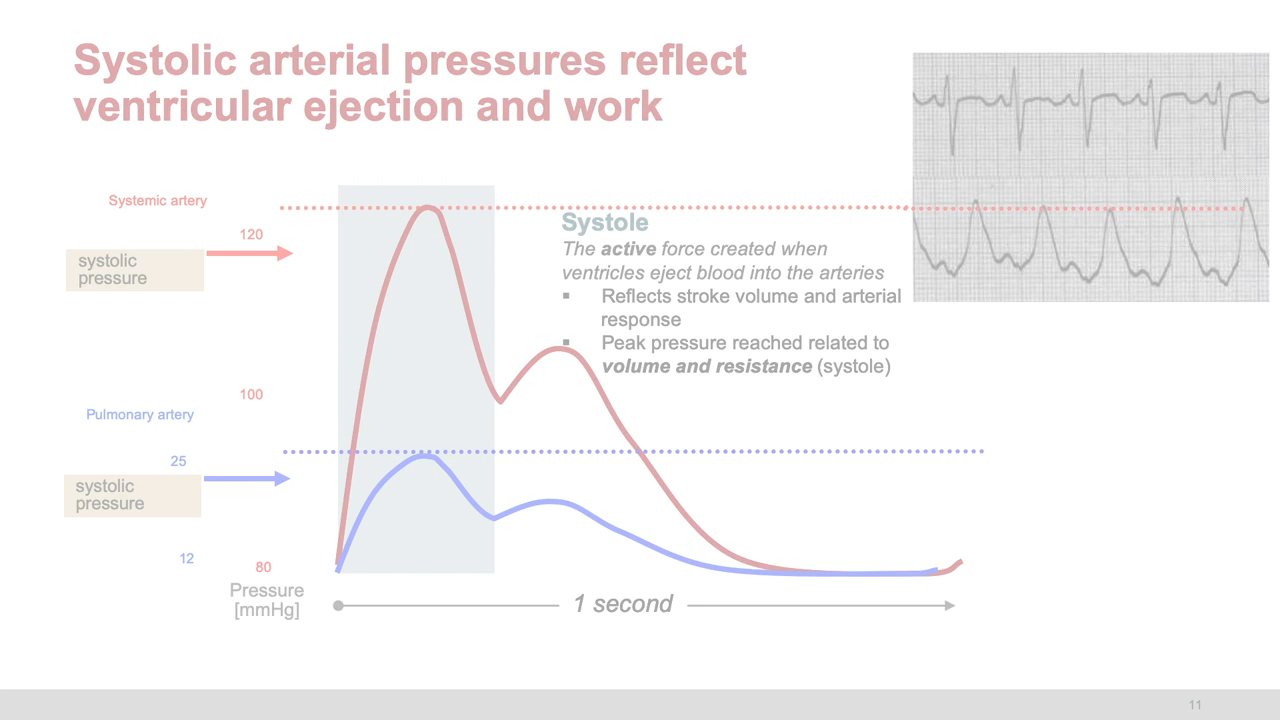 Systolic arterial pressures reflect
ventricular ejection and work
Systemic artery
120
systolic
pressure
Systole
The active force created when
ventricles eject blood into the arteries
▪ Reflects stroke volume and arterial
response
▪ Peak pressure reached related to
volume and resistance (systole)
100
Pulmonary artery
25
systolic
pressure
12
80
Pressure
[mmHg]
1 second
11